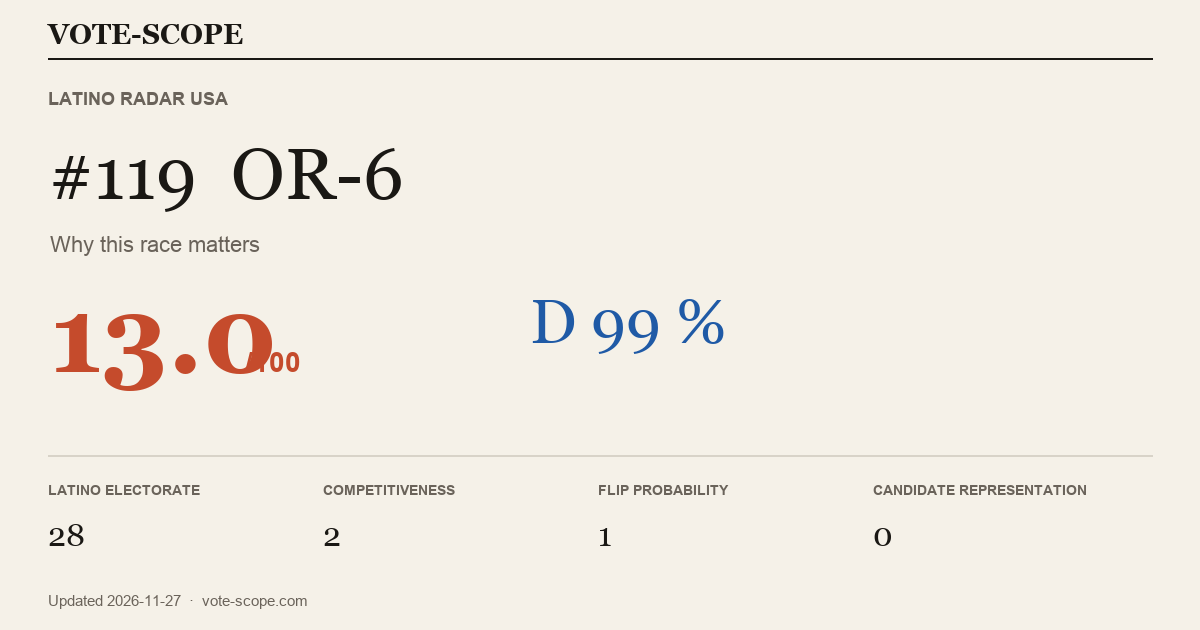 VOTE-SCOPE
LATINO RADAR USA
#119 OR-6
Why this race matters
13.0 /100
D 99 %
LATINO ELECTORATE
COMPETITIVENESS
FLIP PROBABILITY
CANDIDATE REPRESENTATION
28
2
1
0
Updated 2026-11-27 · vote-scope.com